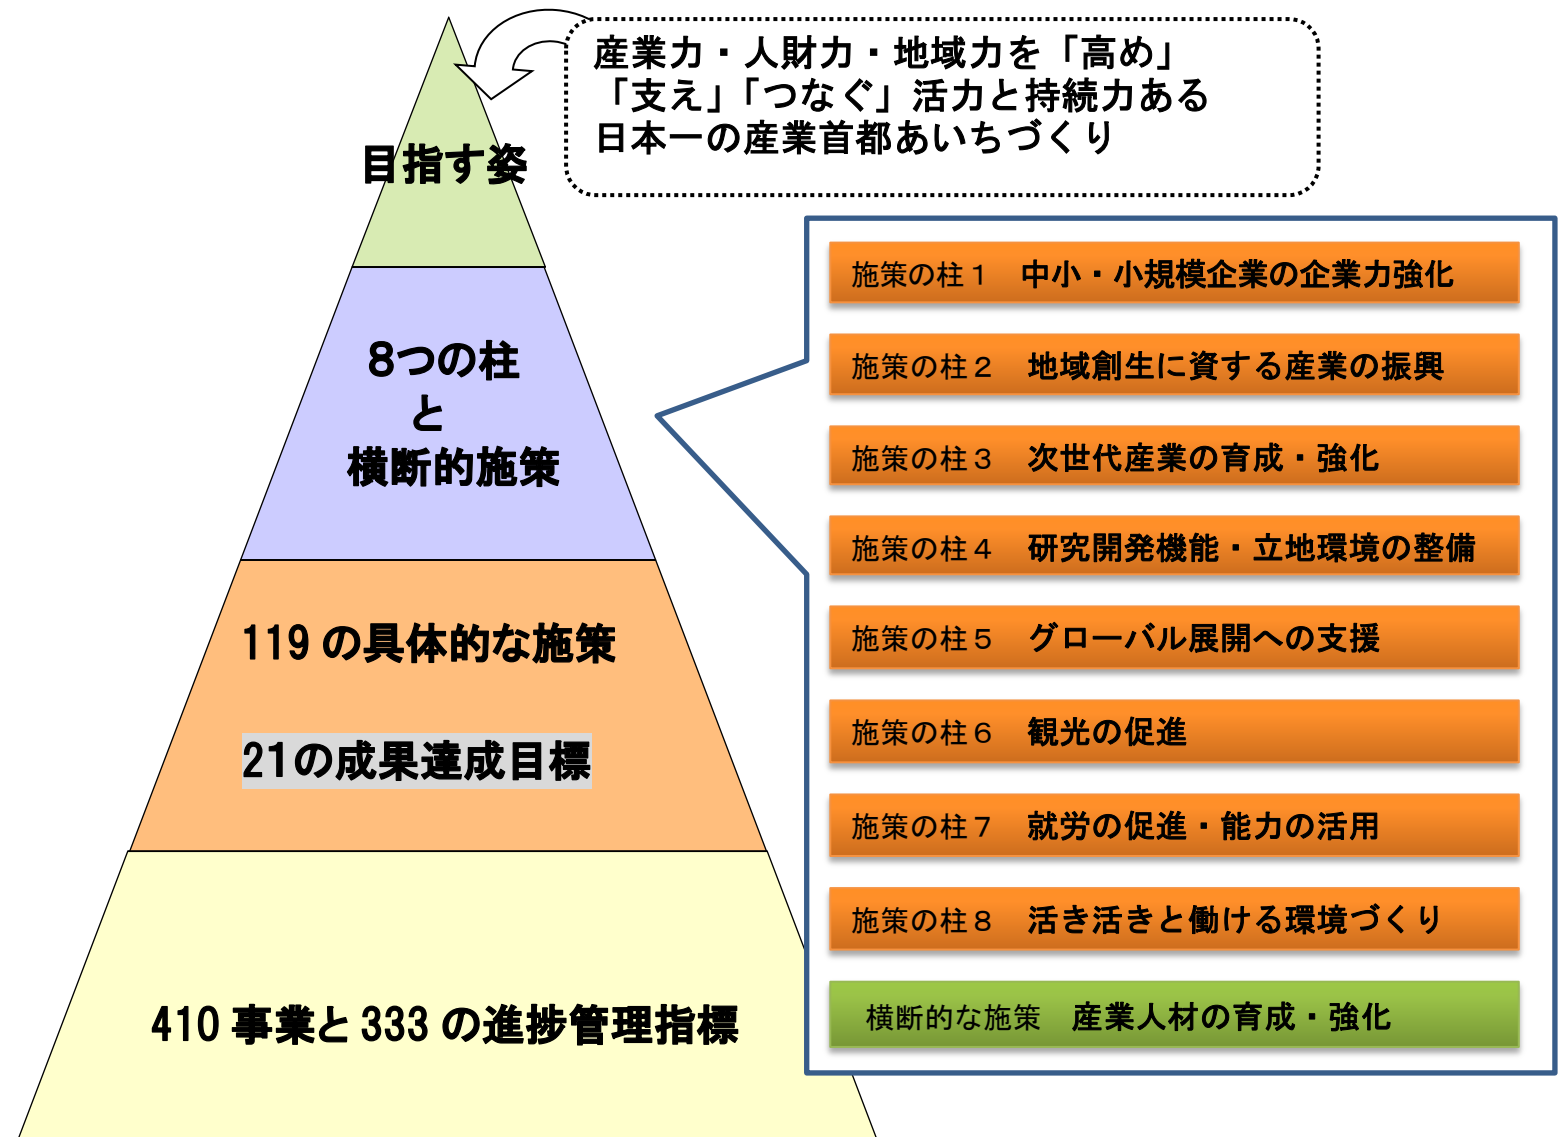 産業力・人財力・地域力を「高め」
「支え」「つなぐ」活力と持続力ある
日本一の産業首都あいちづくり
目指す姿
8つの柱
と
横断的施策
119の具体的な施策
21の成果達成目標
410事業と333の進捗管理指標
施策の柱１　中小・小規模企業の企業力強化
施策の柱２　地域創生に資する産業の振興
施策の柱３　次世代産業の育成・強化
施策の柱４　研究開発機能・立地環境の整備
施策の柱５　グローバル展開への支援
施策の柱６　観光の促進
施策の柱７　就労の促進・能力の活用
施策の柱８　活き活きと働ける環境づくり
横断的な施策　産業人材の育成・強化